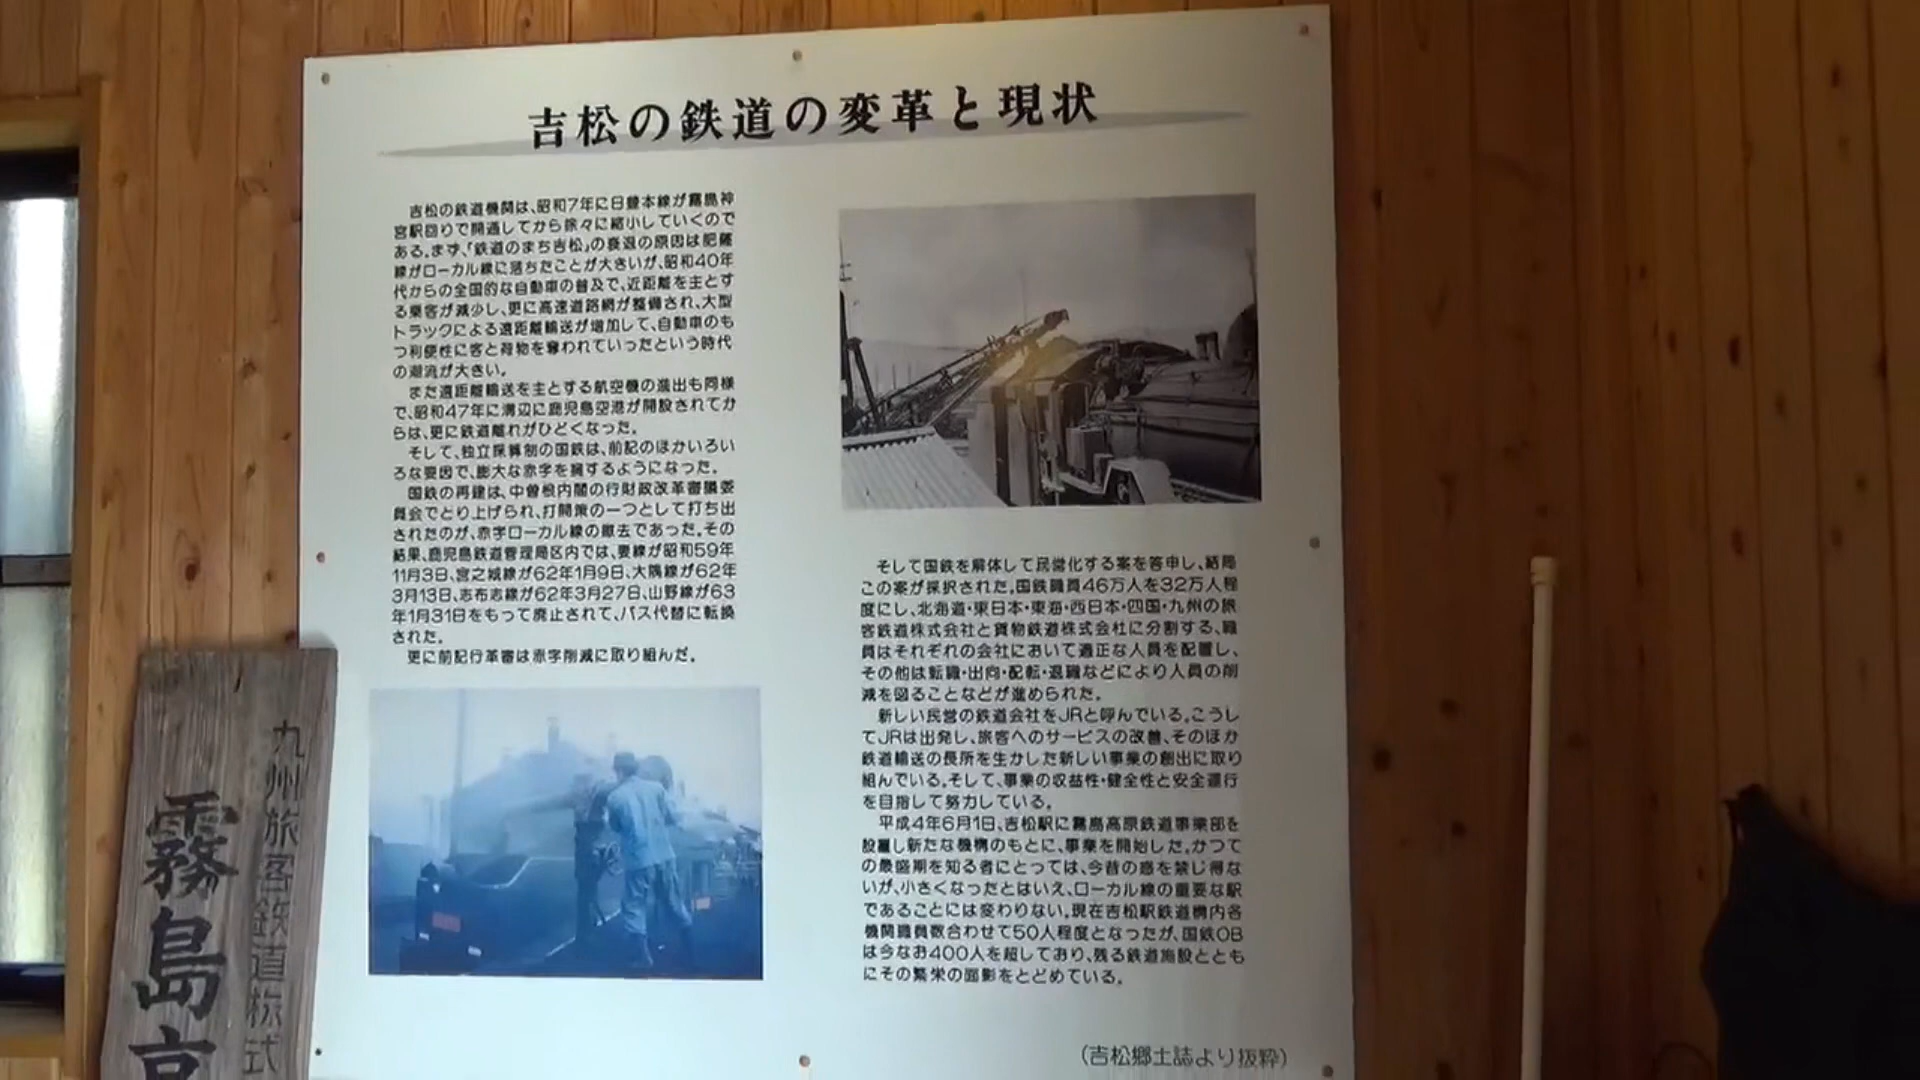 吉松の鉄道の変革と現状
吉松の鉄道機関は、昭和7年に日豊本線が霧島神
宮駅回りで開通してから徐々に縮小していくので
ある。まず、「鉄道のまち吉松」の衰退の原因は肥薩
線がローカル線に落ちたことが大きいが、昭和40年
代からの全国的な自動車の普及で、近距離を主とす
る乗客が減少し、更に高速道路網が整備され、大型
トラックによる遠距離輸送が増加して、自動車のも
つ利便性に客と荷物を奪われていったという時代
の潮流が大きい。
また遠距離輸送を主とする航空機の進出も同様
で、昭和47年に溝辺に鹿児島空港が開設されてか
らは、更に鉄道離れがひどくなった。
そして、独立採算制の国鉄は、前記のほかいろい
ろな要因で、膨大な赤字を擁するようになった。
国鉄の再建は、中曽根内閣の行財政改革審議委
員会でとり上げられ、打開策の一つとして打ち出
されたのが、赤字ローカル線の撤去であった。その
結果、鹿児島鉄道管理局区内では、妻線が昭和59年
11月3日、宮之城線が62年1月9日、大隅線が62年
3月13日、志布志線が62年3月27日、山野線が63
年1月31日をもって廃止されて、バス代替に転換
された。
更に前記行革審は赤字削減に取り組んだ。
そして国鉄を解体して民営化する案を答申し、結局
この案が採択された。国鉄職員46万人を32万人程
度にし、北海道・東日本・東海・西日本・四国・九州の旅
客鉄道株式会社と貨物鉄道株式会社に分割する、職
員はそれぞれの会社において適正な人員を配置し、
その他は転職・出向・配転・退職などにより人員の削
減を図ることなどが進められた。
新しい民営の鉄道会社をJRと呼んでいる。こうし
てJRは出発し、旅客へのサービスの改善、そのほか
鉄道輸送の長所を生かした新しい事業の創出に取り
組んでいる。そして、事業の収益性・健全性と安全運行
を目指して努力している。
平成4年6月1日、吉松駅に霧島高原鉄道事業部を
設置し新たな機構のもとに、事業を開始した。かつて
の最盛期を知る者にとっては、今昔の感を禁じ得な
いが、小さくなったとはいえ、ローカル線の重要な駅
であることには変わりない。現在吉松駅鉄道構内各
機関職員数合わせて50人程度となったが、国鉄OB
は今なお400人を超しており、残る鉄道施設ととも
にその繁栄の面影をとどめている。
(吉松郷土誌より抜粋)
九州旅客鉄道株式
霧島高